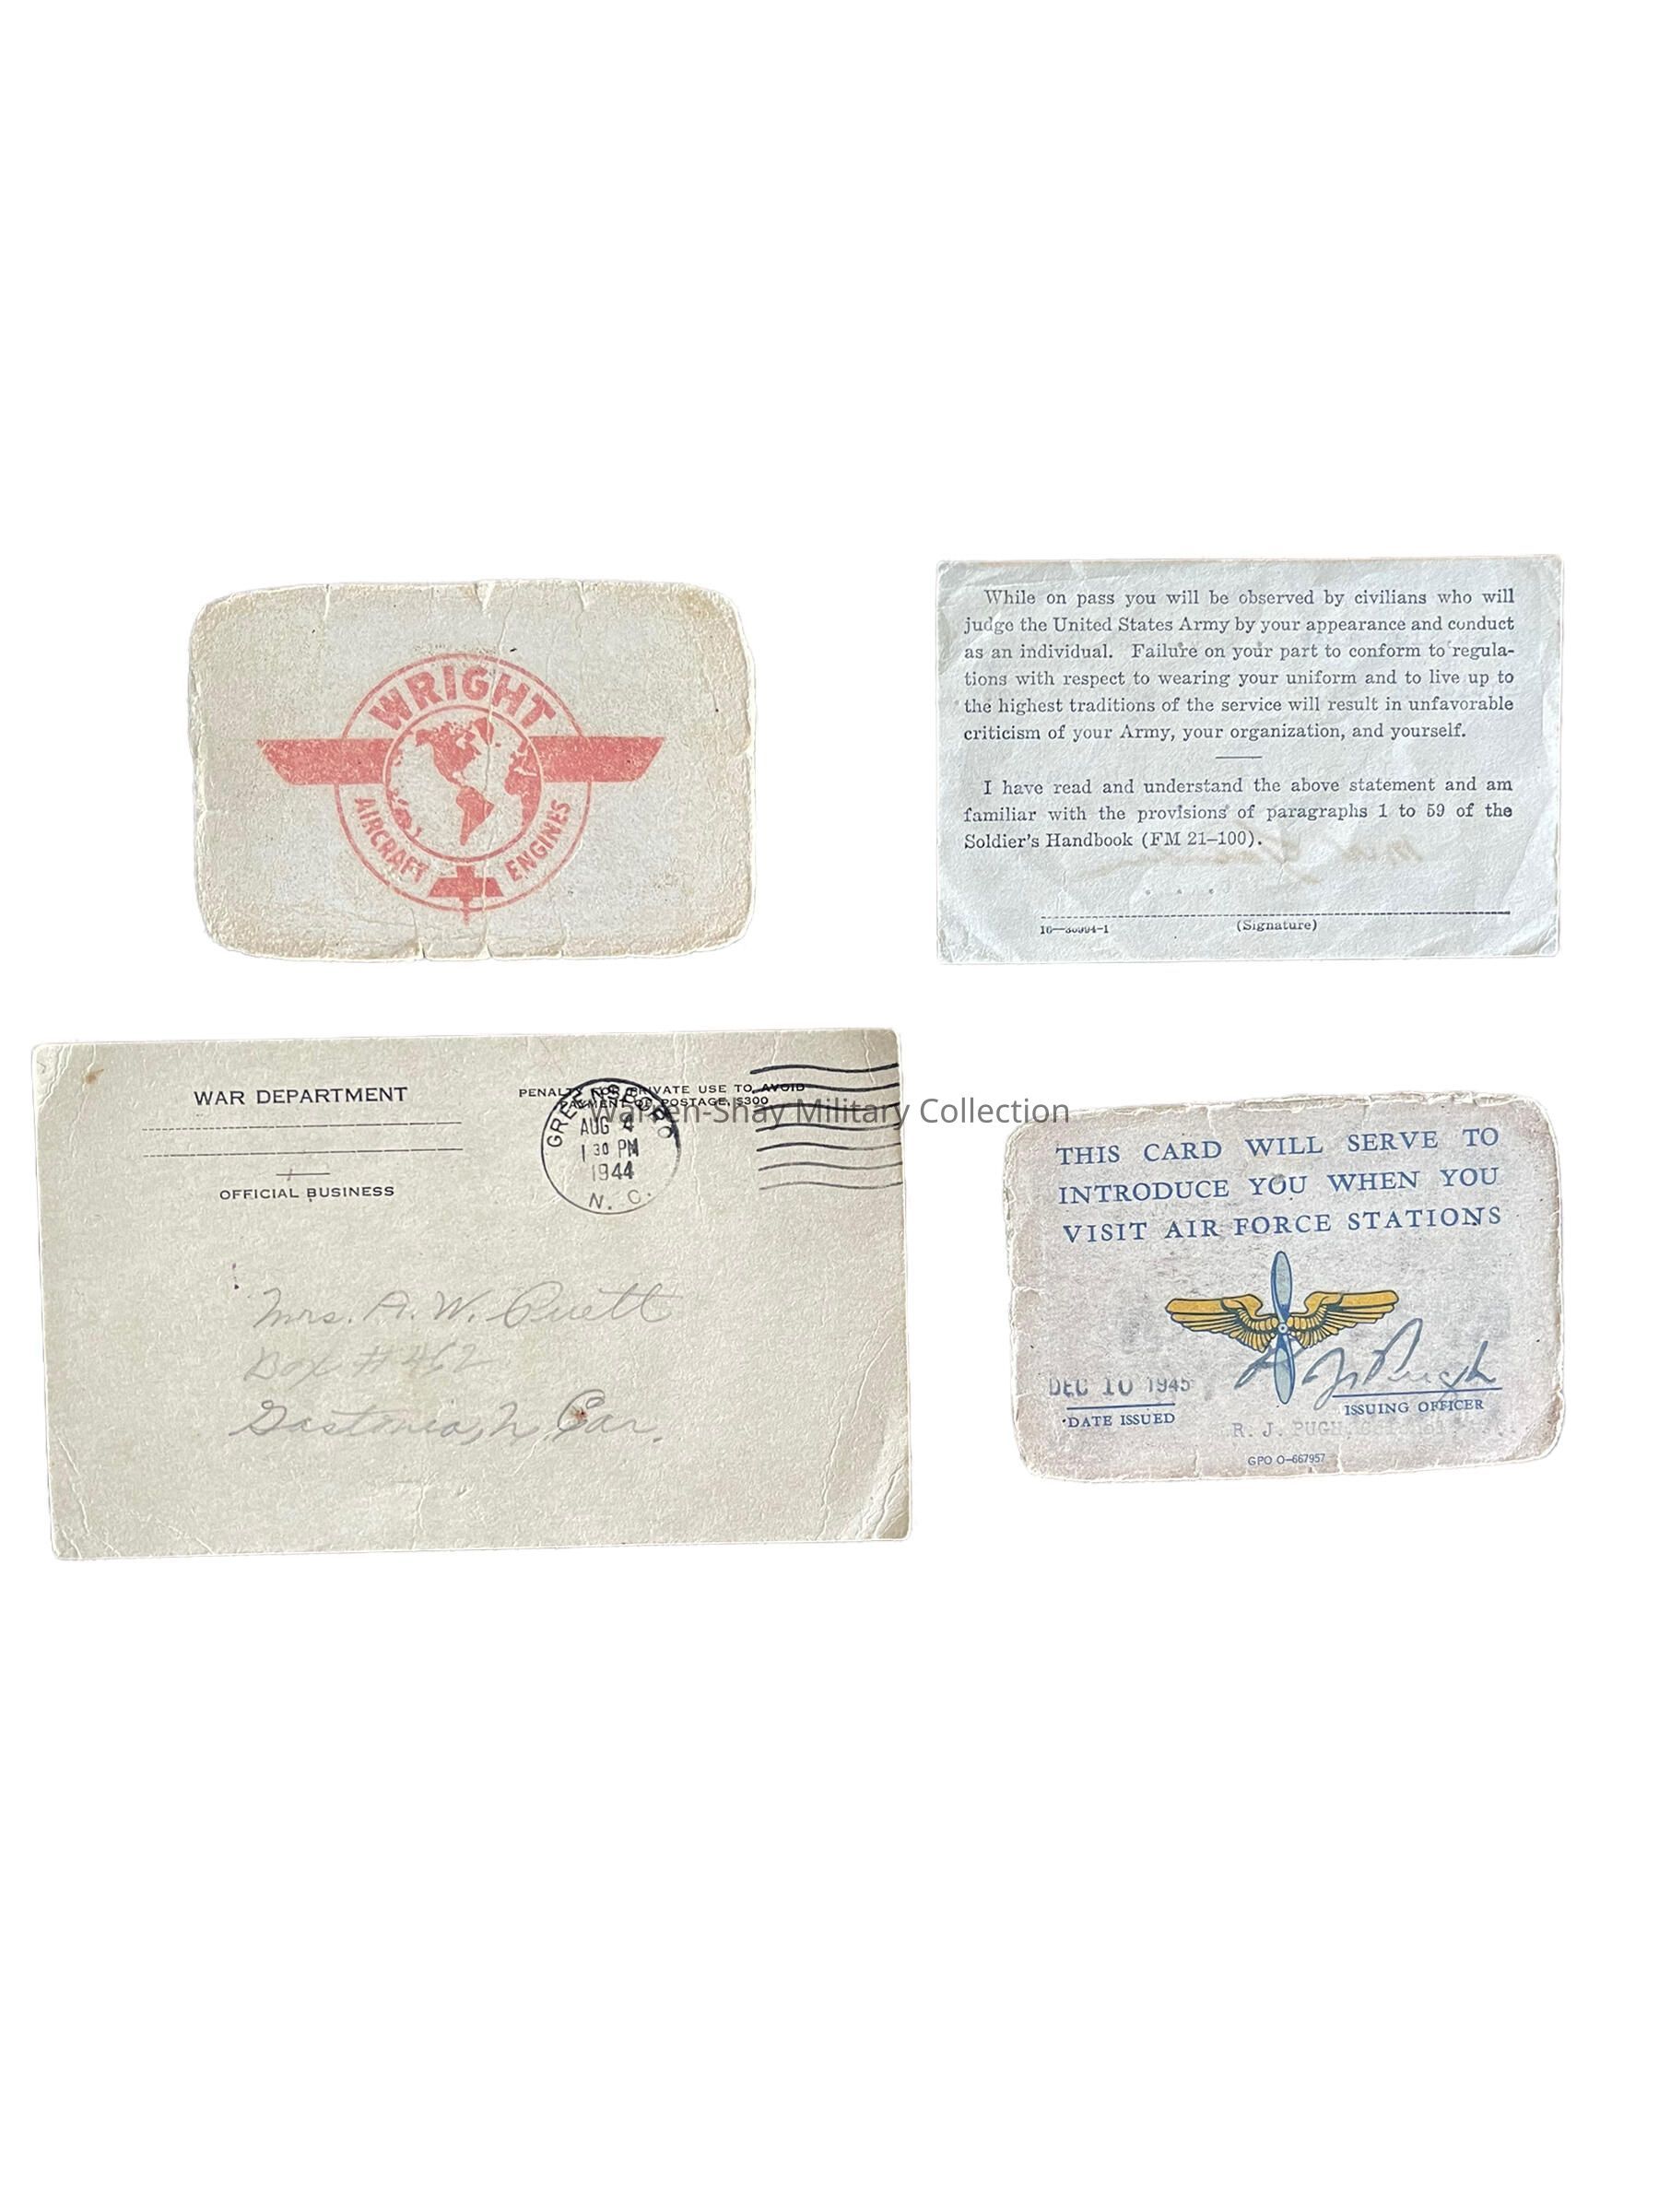 WRIGHT
AIRCRAFT ENGINES
While on pass you will be observed by civilians who will
judge the United States Army by your appearance and conduct
as an individual. Failure on your part to conform to regula-
tions with respect to wearing your uniform and to live up to
the highest traditions of the service will result in unfavorable
criticism of your Army, your organization, and yourself.
I have read and understand the above statement and am
familiar with the provisions of paragraphs 1 to 59 of the
Soldier's Handbook (FM 21–100).
(Signature)
WAR DEPARTMENT
OFFICIAL BUSINESS
PENALTY FOR PRIVATE USE TO AVOID
PAYMENT OF POSTAGE, $300
GREENSBORO
AUG 4
1 30 PM
1944
N. C.
Warren-Shay Military Collection
Mrs. A. W. Puett
Box # 462
Gastonia, N. Car.
THIS CARD WILL SERVE TO
INTRODUCE YOU WHEN YOU
VISIT AIR FORCE STATIONS
DEC 10 1945
DATE ISSUED
R J Pugh
ISSUING OFFICER
R. J. PUGH,
GPO O–667957